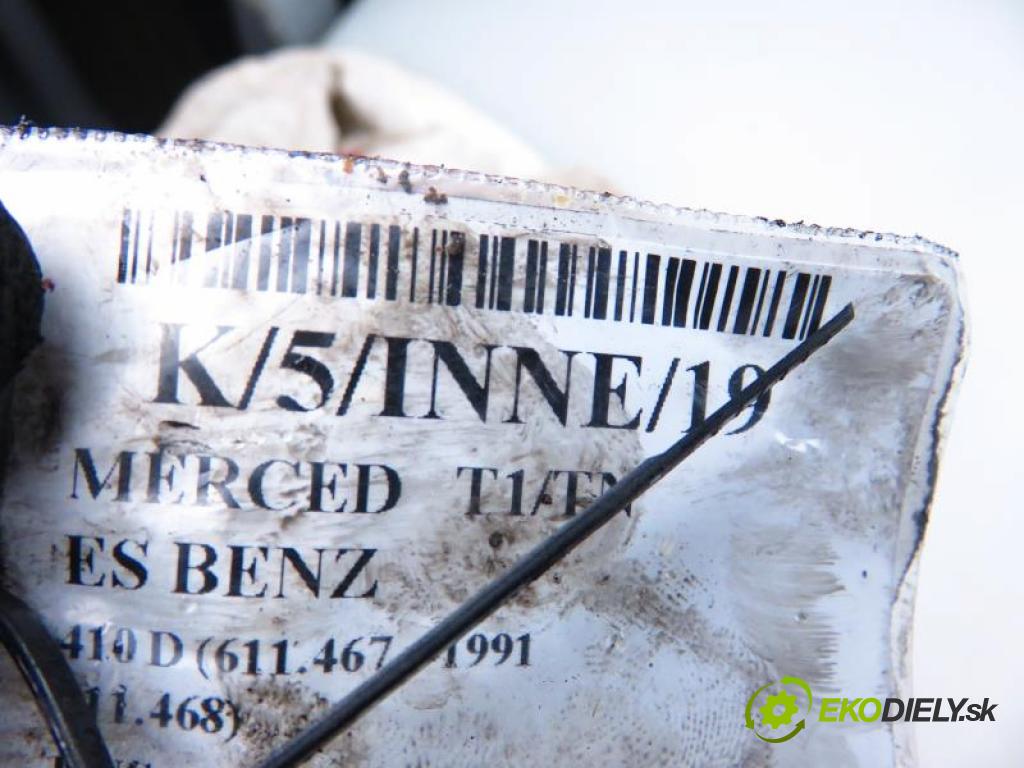 K/5/INNE/19
MERCED T1/TN
ES BENZ
410 D (611.467 1991
11.468)
EKODIELY.sk